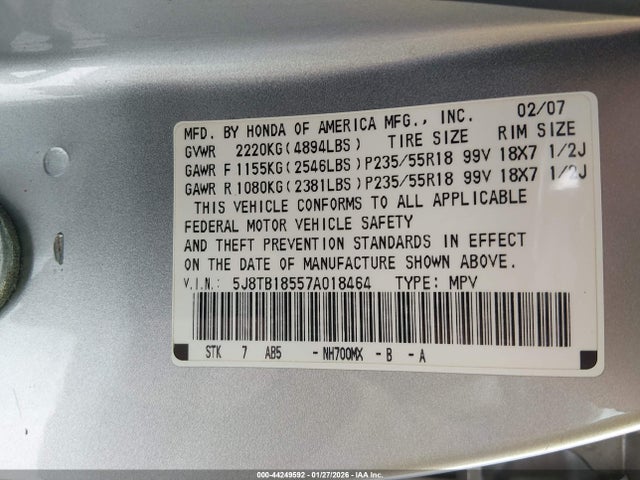 MFD. BY HONDA OF AMERICA MFG., INC. 02/07
GVWR 2220KG(4894LBS) TIRE SIZE RIM SIZE
GAWR F 1155KG(2546LBS) P235/55R18 99V 18X7 1/2J
GAWR R 1080KG(2381LBS) P235/55R18 99V 18X7 1/2J
THIS VEHICLE CONFORMS TO ALL APPLICABLE
FEDERAL MOTOR VEHICLE SAFETY
AND THEFT PREVENTION STANDARDS IN EFFECT
ON THE DATE OF MANUFACTURE SHOWN ABOVE.
V.I.N.: 5J8TB18557A018464 TYPE: MPV
STK 7 AB5 -NH700MX -B -A
000-44249592 - 01/27/2026 - IAA Inc.